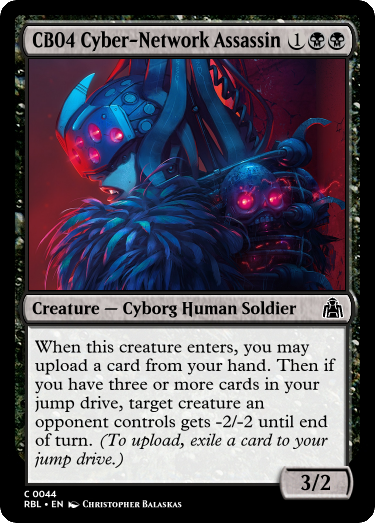 CB04 Cyber-Network Assassin 1
Creature — Cyborg Human Soldier
When this creature enters, you may
upload a card from your hand. Then if
you have three or more cards in your
jump drive, target creature an
opponent controls gets -2/-2 until end
of turn. (To upload, exile a card to your
jump drive.)
3/2
C 0044
RBL • EN Christopher Balaskas